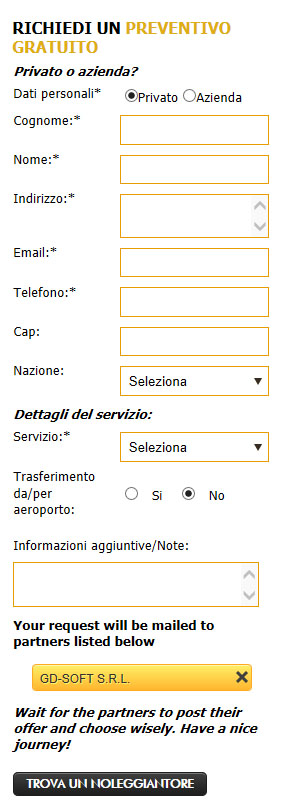 RICHIEDI UN PREVENTIVO
GRATUITO
Privato o azienda?
Dati personali* Privato Azienda
Cognome:*
Nome:*
Indirizzo:*
Email:*
Telefono:*
Cap:
Nazione: Seleziona
Dettagli del servizio:
Servizio:* Seleziona
Trasferimento
da/per
aeroporto: Si No
Informazioni aggiuntive/Note:
Your request will be mailed to
partners listed below
GD-SOFT S.R.L.
Wait for the partners to post their
offer and choose wisely. Have a nice
journey!
TROVA UN NOLEGGIANTORE